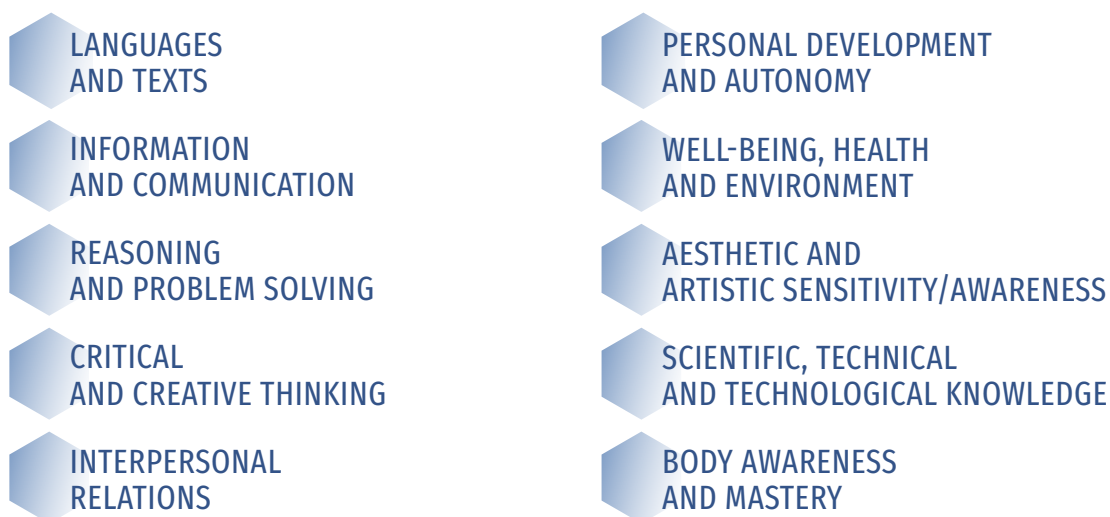 LANGUAGES
AND TEXTS
INFORMATION
AND COMMUNICATION
REASONING
AND PROBLEM SOLVING
CRITICAL
AND CREATIVE THINKING
INTERPERSONAL
RELATIONS
PERSONAL DEVELOPMENT
AND AUTONOMY
WELL-BEING, HEALTH
AND ENVIRONMENT
AESTHETIC AND
ARTISTIC SENSITIVITY/AWARENESS
SCIENTIFIC, TECHNICAL
AND TECHNOLOGICAL KNOWLEDGE
BODY AWARENESS
AND MASTERY